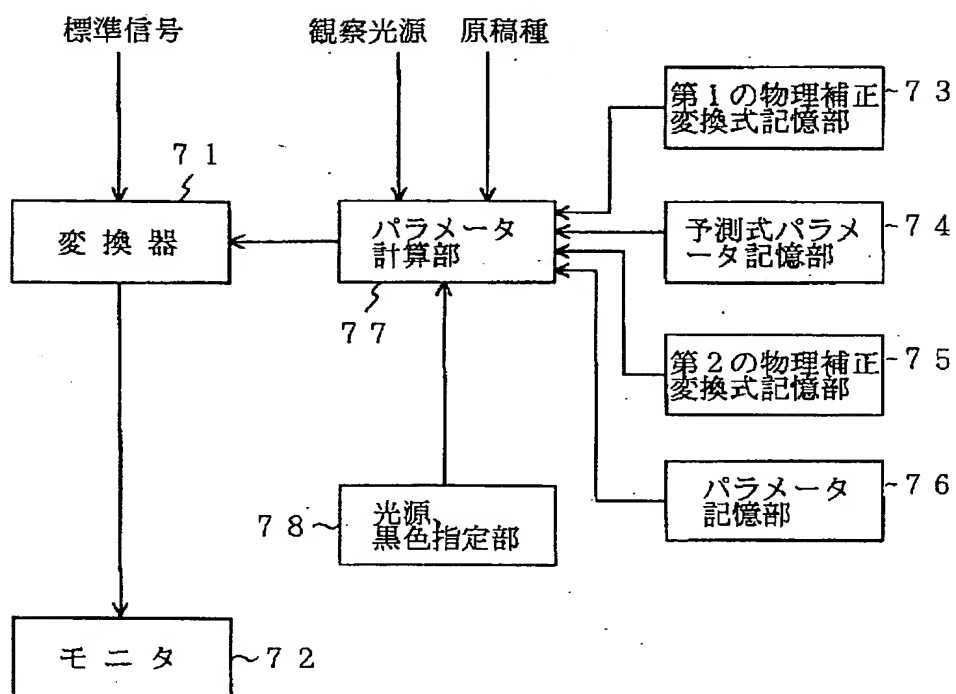 標準信号
観察光源
原稿種
第1の物理補正
変換式記憶部
73
71
変換器
パラメータ
計算部
予測式パラメ
ータ記憶部
74
77
第2の物理補正
変換式記憶部
75
78
光源、
黒色指定部
パラメータ
記憶部
76
モニタ
72